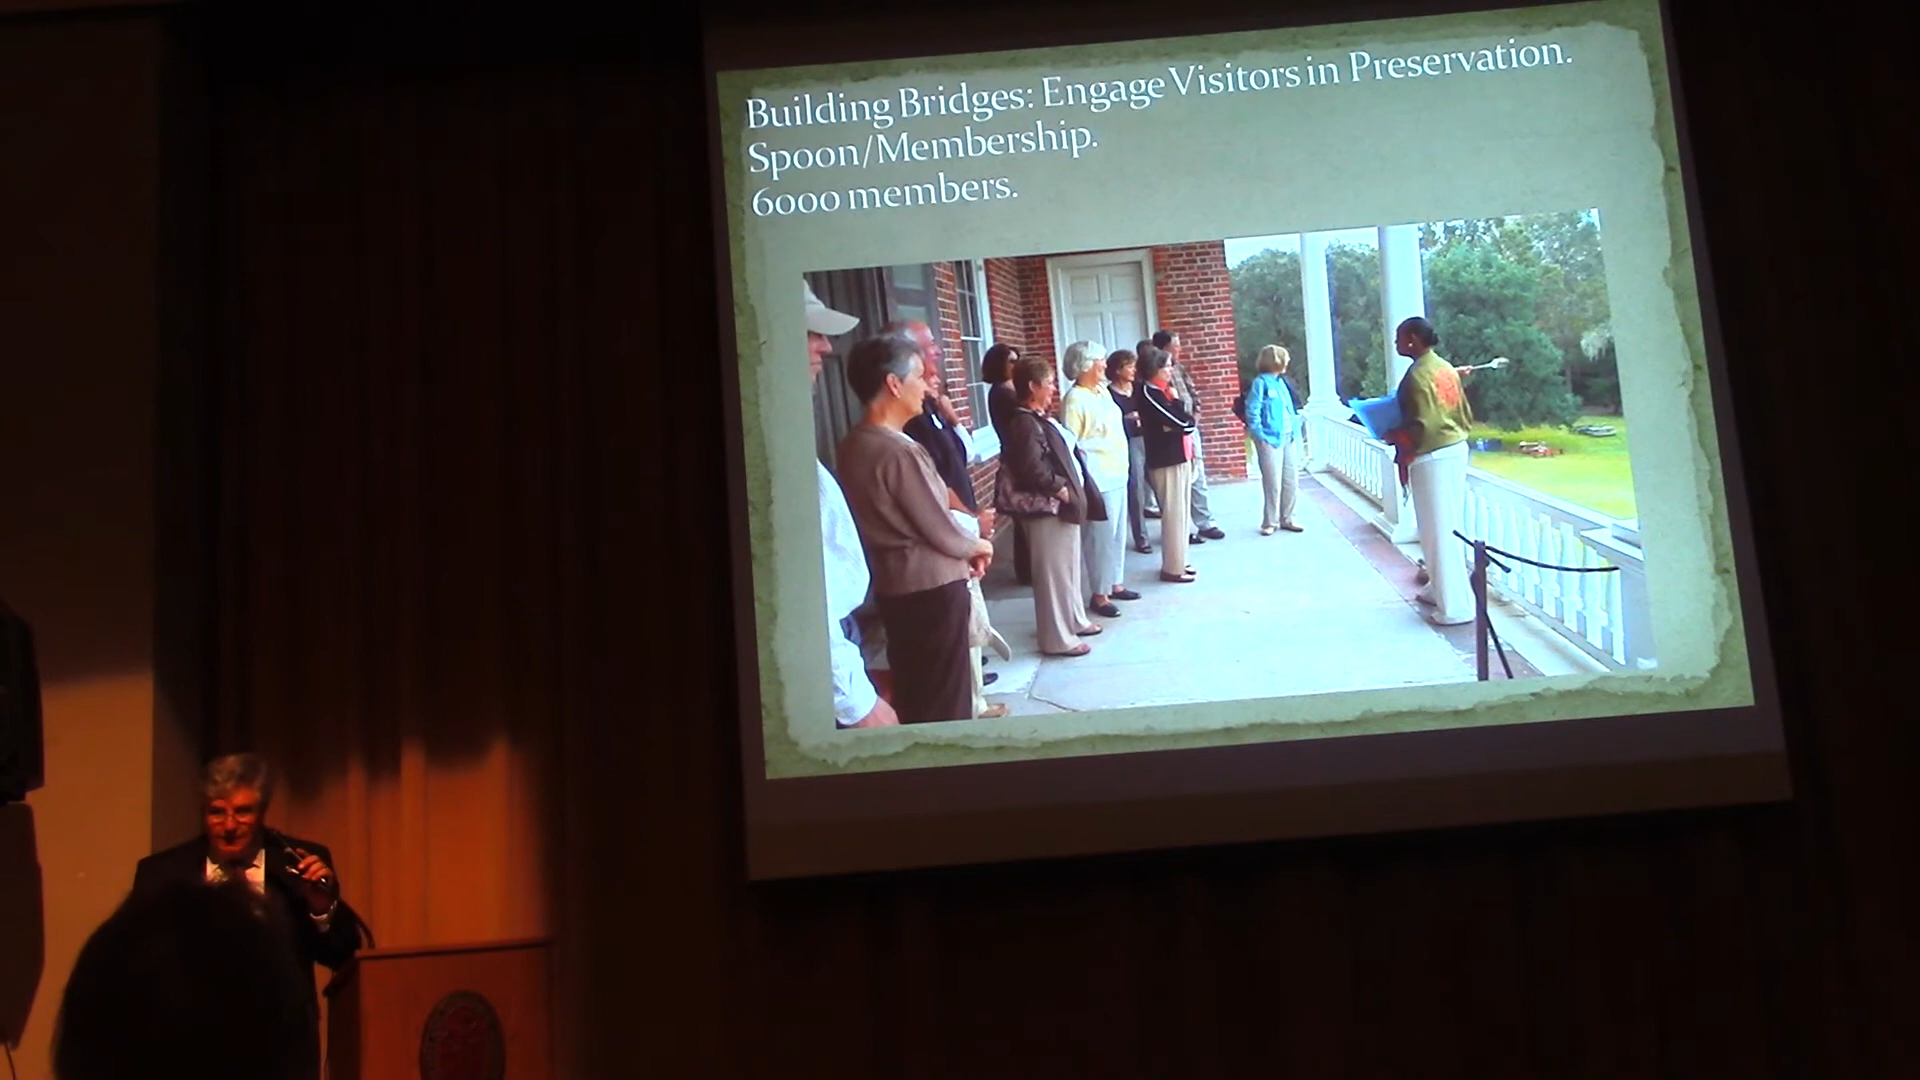 Building Bridges: Engage Visitors in Preservation.
Spoon/Membership.
6000 members.